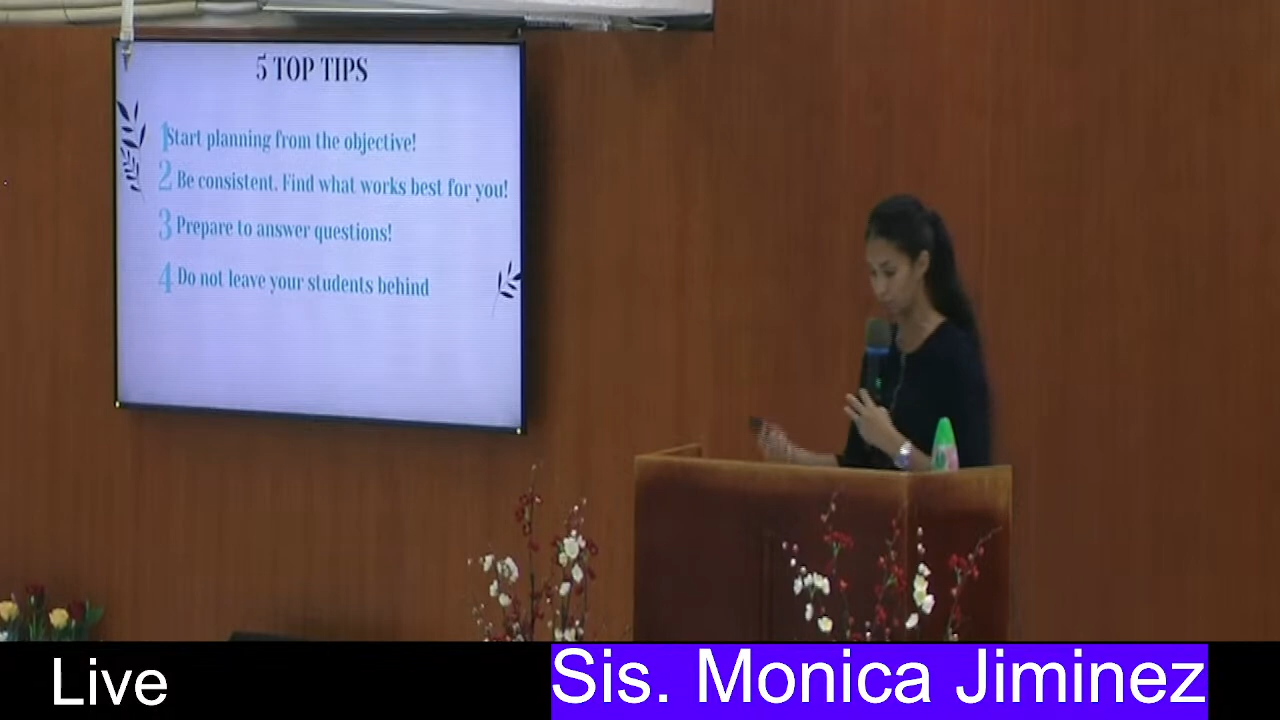 5 TOP TIPS
1 Start planning from the objective!
2 Be consistent. Find what works best for you!
3 Prepare to answer questions!
4 Do not leave your students behind
Live
Sis. Monica Jiminez